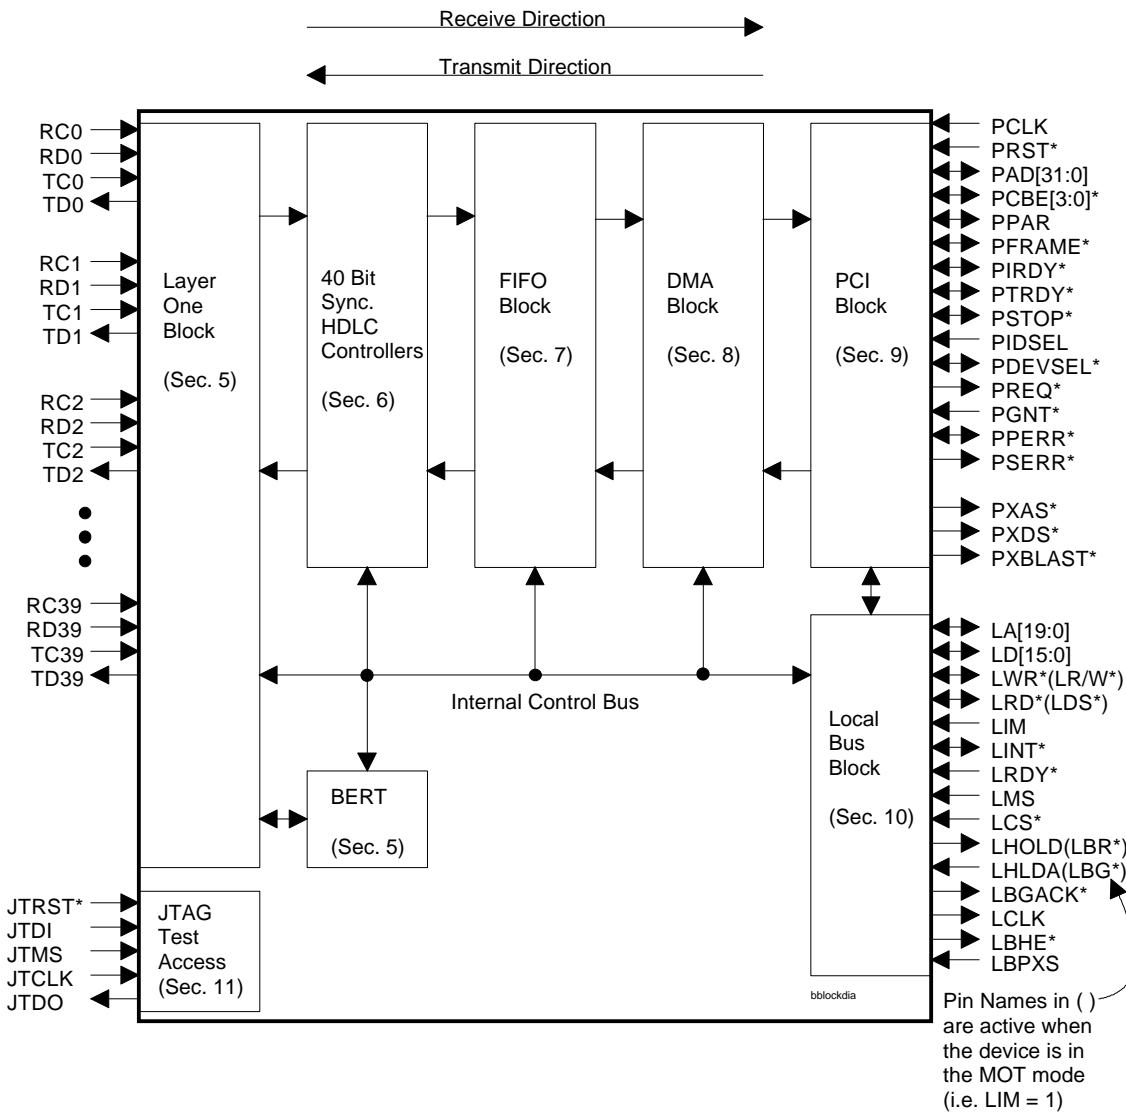 Receive Direction
Transmit Direction
RC0
RD0
TC0
TD0
RC1
RD1
TC1
TD1
RC2
RD2
TC2
TD2
RC39
RD39
TC39
TD39
JTRST*
JTDI
JTMS
JTCLK
JTDO
Layer
One
Block
(Sec. 5)
40 Bit
Sync.
HDLC
Controllers
(Sec. 6)
FIFO
Block
(Sec. 7)
DMA
Block
(Sec. 8)
PCI
Block
(Sec. 9)
Internal Control Bus
BERT
(Sec. 5)
Local
Bus
Block
(Sec. 10)
JTAG
Test
Access
(Sec. 11)
bblockdia
PCLK
PRST*
PAD[31:0]
PCBE[3:0]*
PPAR
PFRAME*
PIRDY*
PTRDY*
PSTOP*
PIDSEL
PDEVSEL*
PREQ*
PGNT*
PPERR*
PSERR*
PXAS*
PXDS*
PXBLAST*
LA[19:0]
LD[15:0]
LWR*(LR/W*)
LRD*(LDS*)
LIM
LINT*
LRDY*
LMS
LCS*
LHOLD(LBR*)
LHLDA(LBG*)
LBGACK*
LCLK
LBHE*
LBPXS
Pin Names in ( )
are active when
the device is in
the MOT mode
(i.e. LIM = 1)